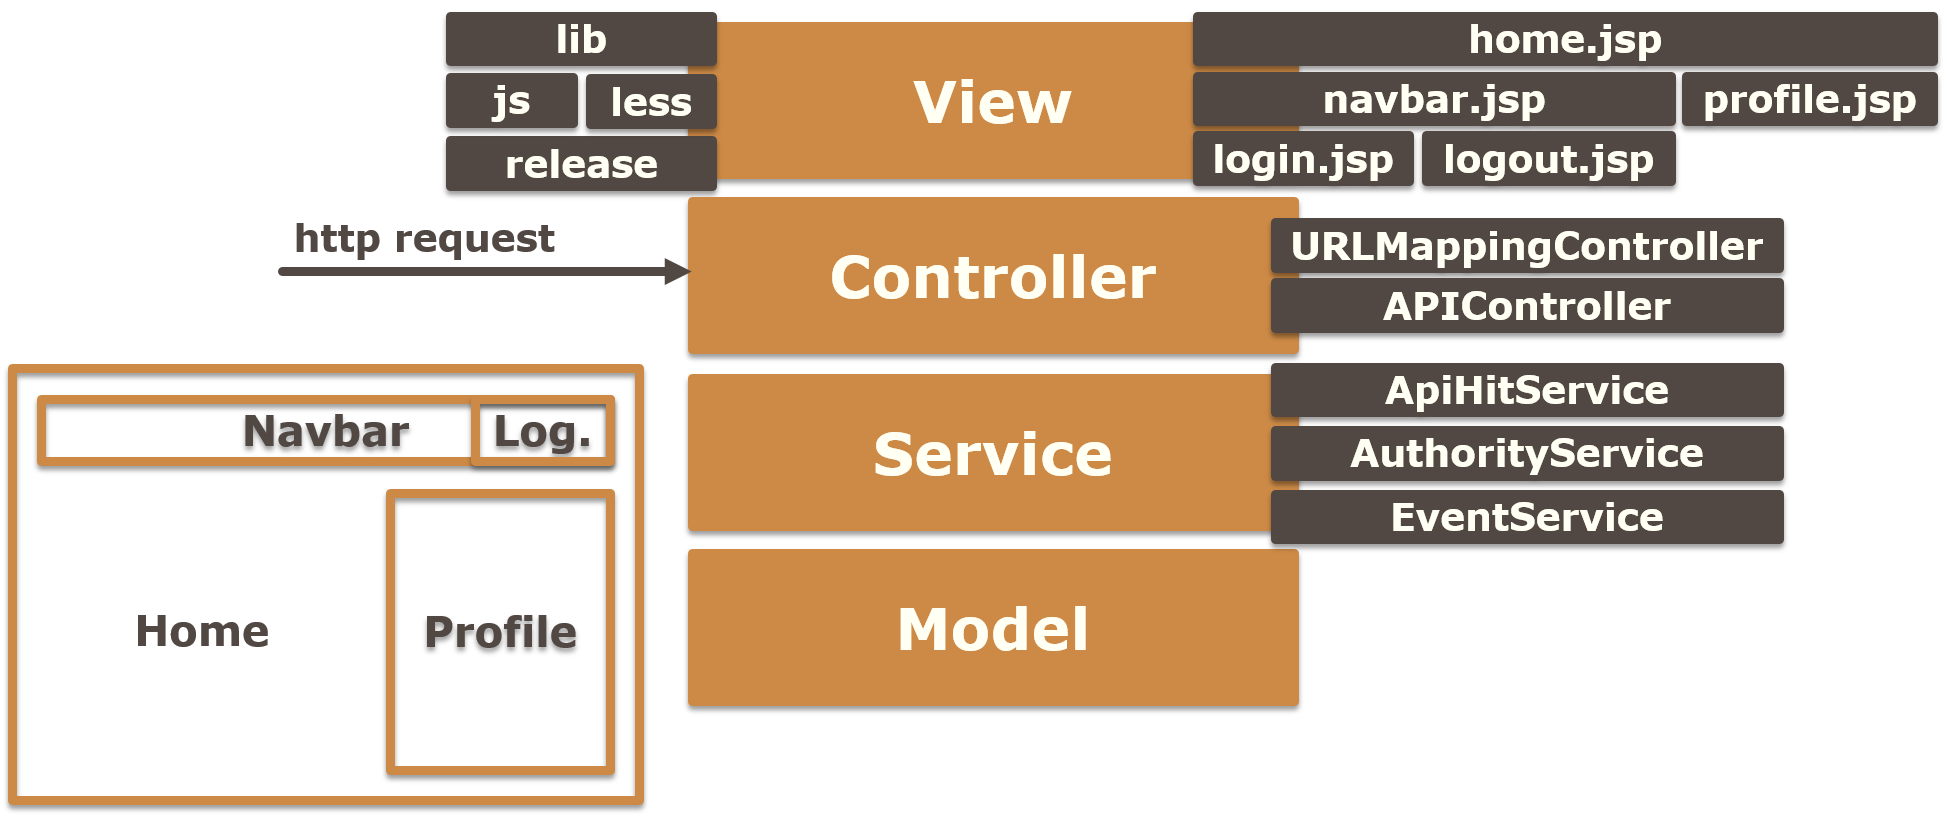 lib
js
less
release
View
home.jsp
navbar.jsp
profile.jsp
login.jsp
logout.jsp
http request
Controller
URLMappingController
APIController
Service
ApiHitService
AuthorityService
EventService
Model
Navbar
Log.
Home
Profile